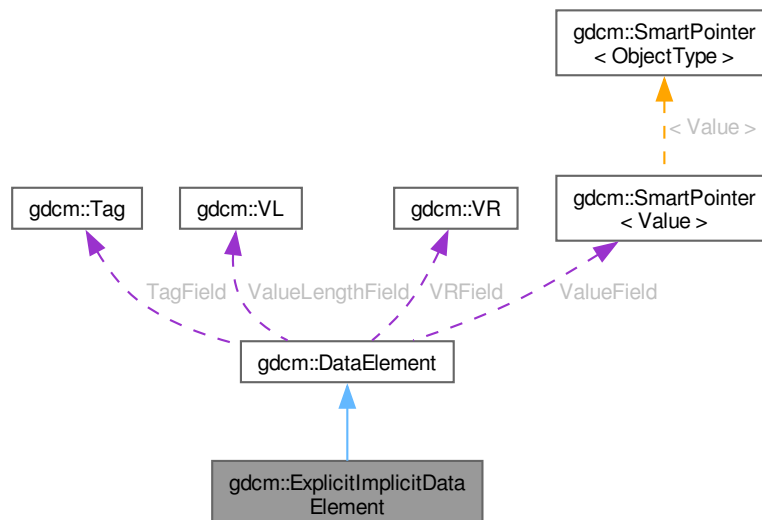 gdcm::SmartPointer
< ObjectType >
< Value >
gdcm::Tag
gdcm::VL
gdcm::VR
gdcm::SmartPointer
< Value >
TagField
ValueLengthField
VRField
ValueField
gdcm::DataElement
gdcm::ExplicitImplicitData
Element